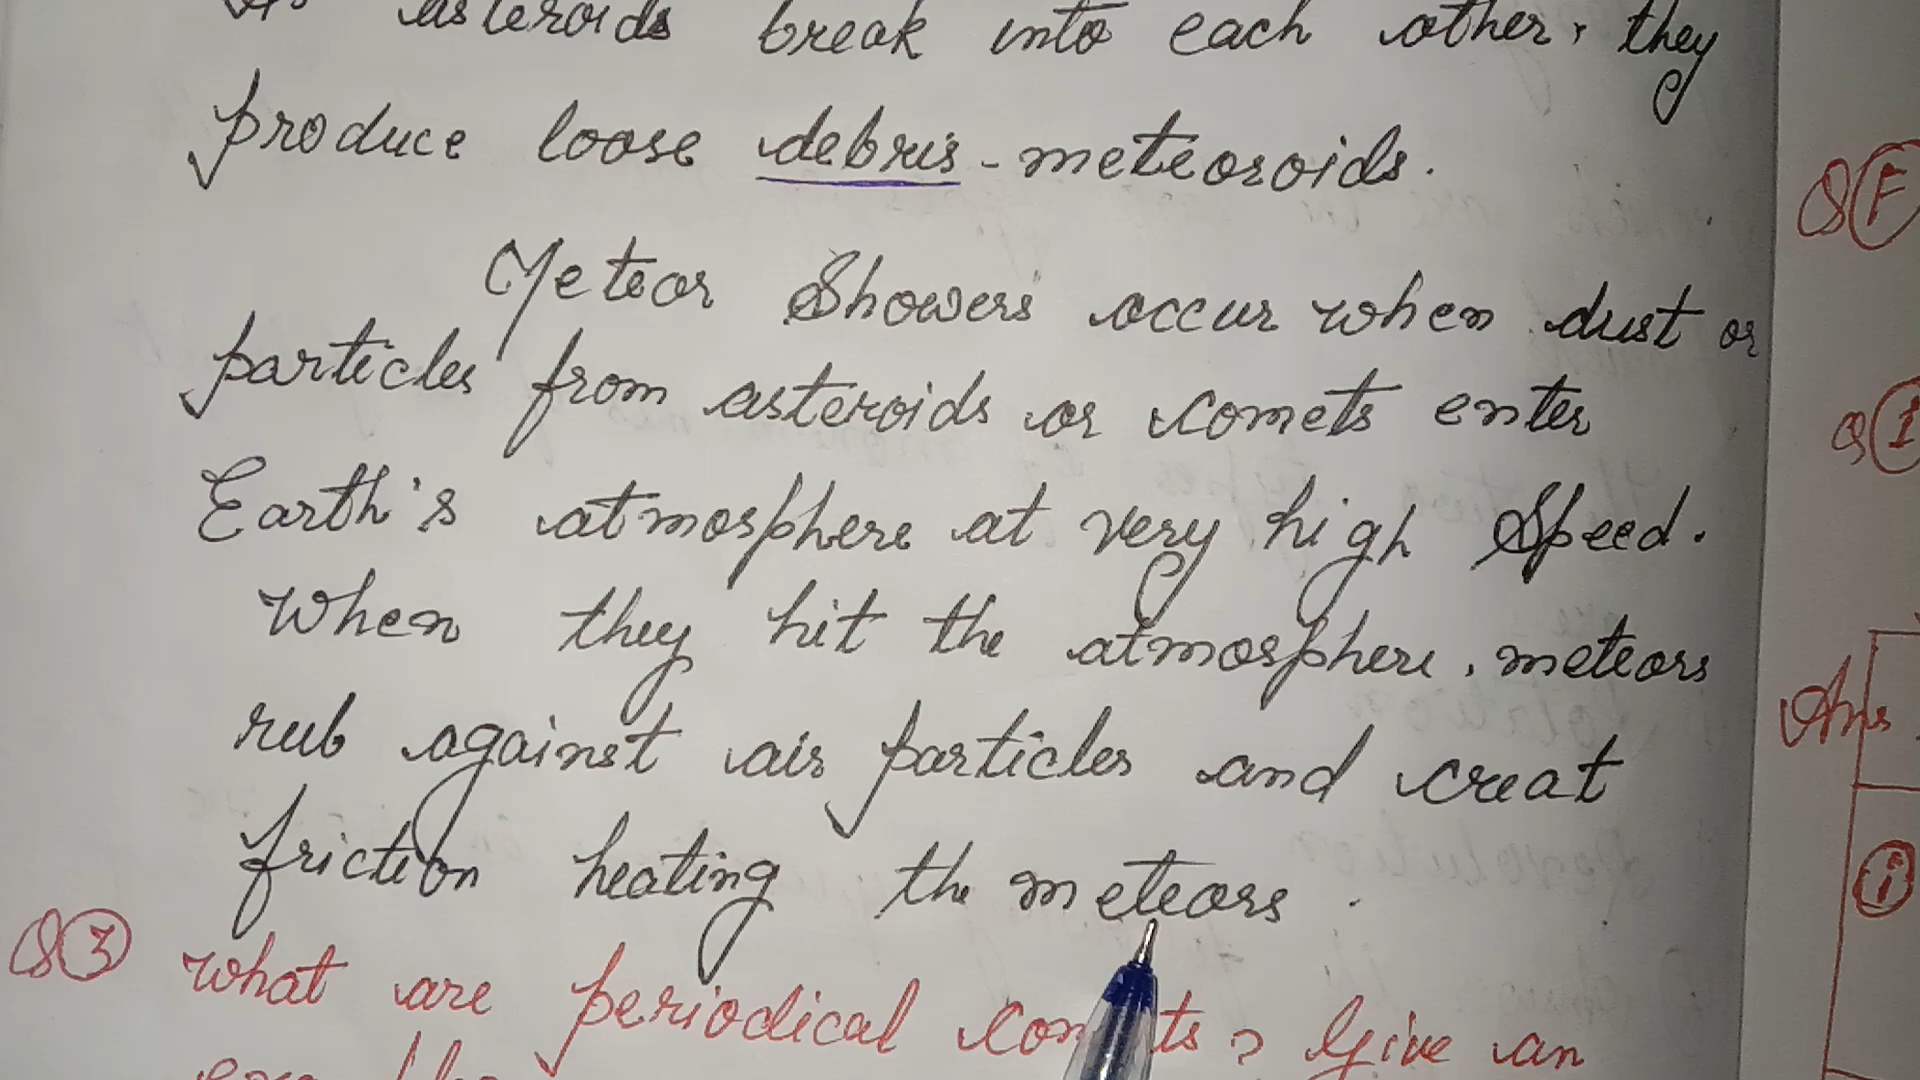 As asteroids break into each other, they
produce loose debris - meteoroids.
Meteor Showers occur when dust or
particles from asteroids or comets enter
Earth's atmosphere at very high Speed.
When they hit the atmosphere, meteors
rub against air particles and creat
friction heating the meteors.
Q3 What are periodical comets? Give an
Q F
Q I
Ans
i